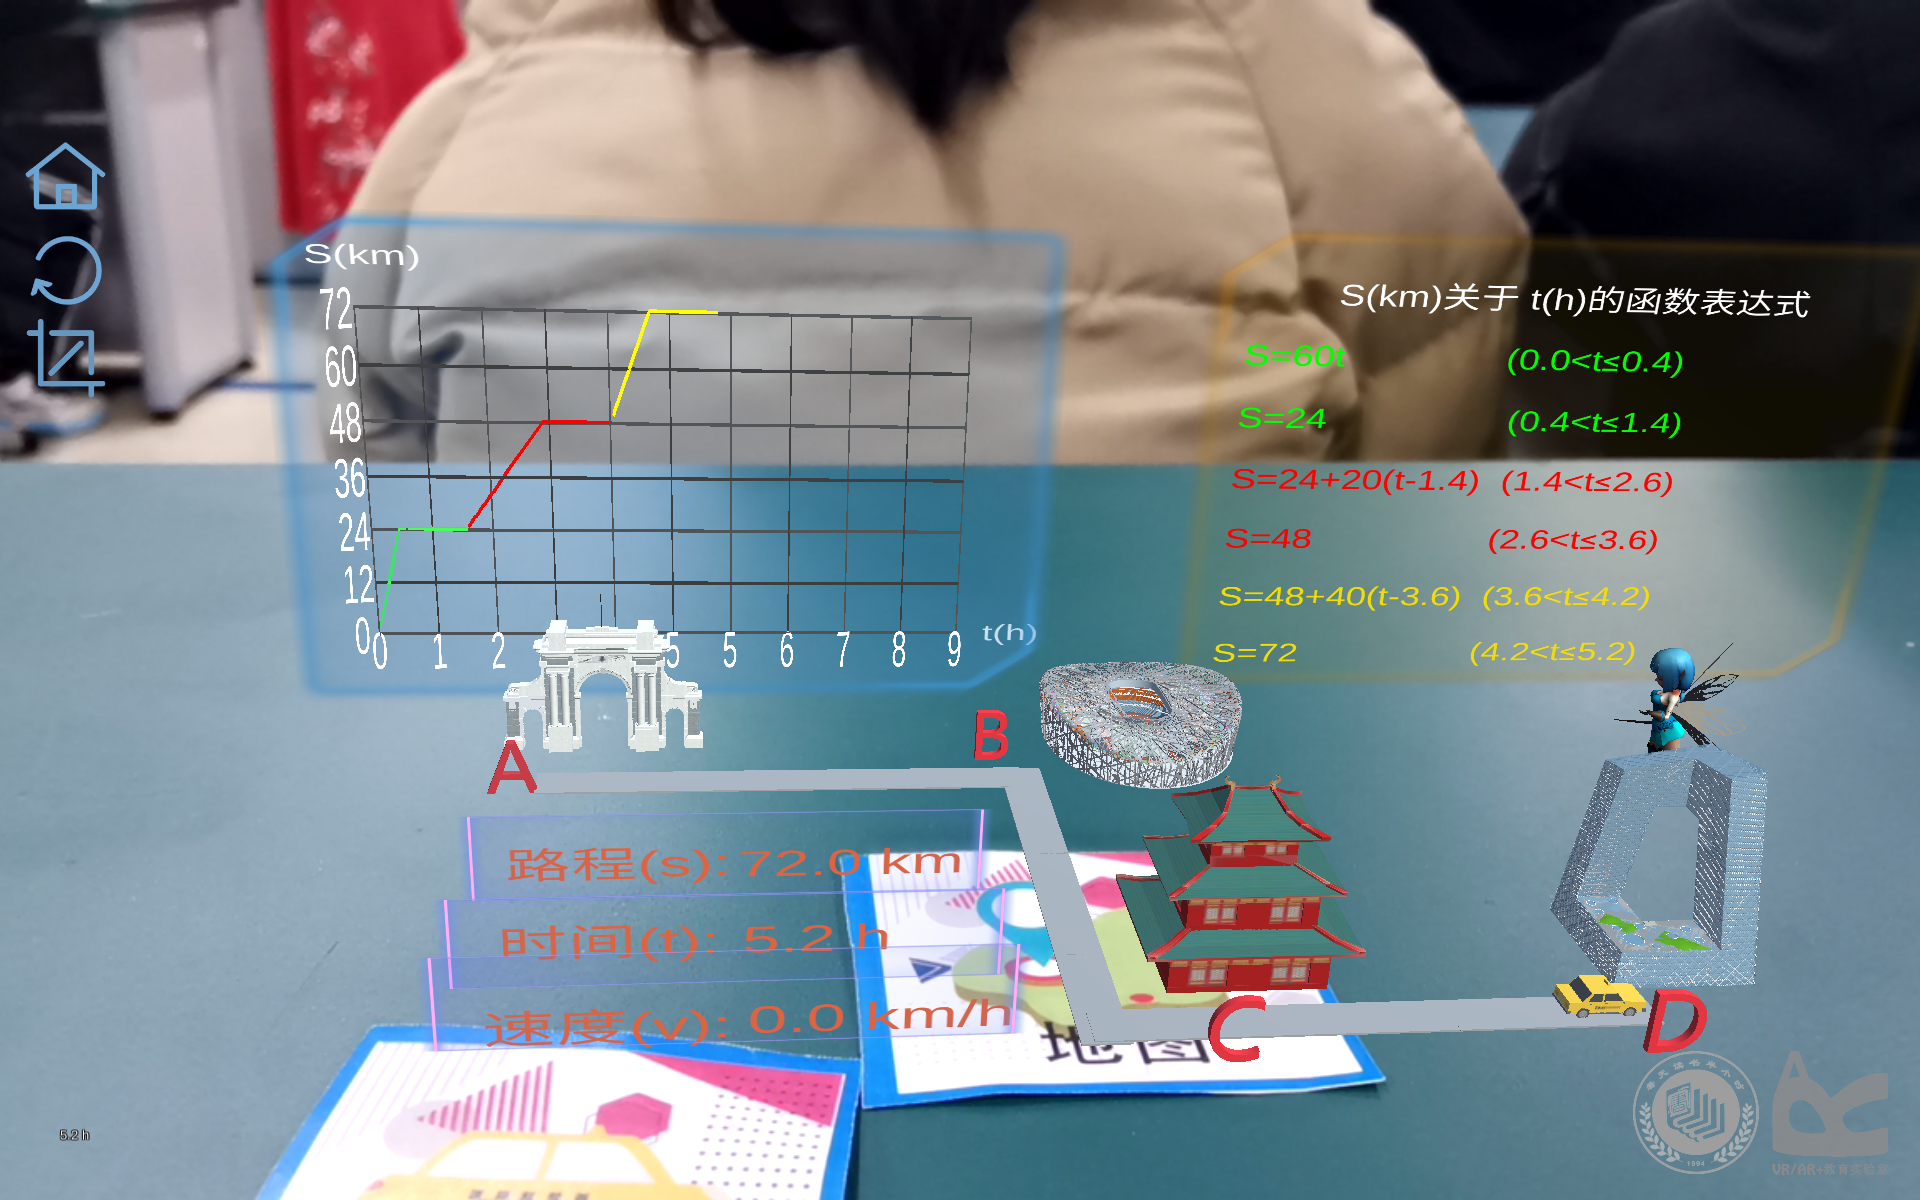 S(km)
72
60
48
36
24
12
0
0 1 2 5 5 6 7 8 9 t(h)
S(km)关于 t(h)的函数表达式
S=60t (0.0<t≤0.4)
S=24 (0.4<t≤1.4)
S=24+20(t-1.4) (1.4<t≤2.6)
S=48 (2.6<t≤3.6)
S=48+40(t-3.6) (3.6<t≤4.2)
S=72 (4.2<t≤5.2)
A
B
C
D
路程(s): 72.0 km
时间(t): 5.2 h
速度(v): 0.0 km/h
地图
5.2 h
1894
VR/AR+教育实验室